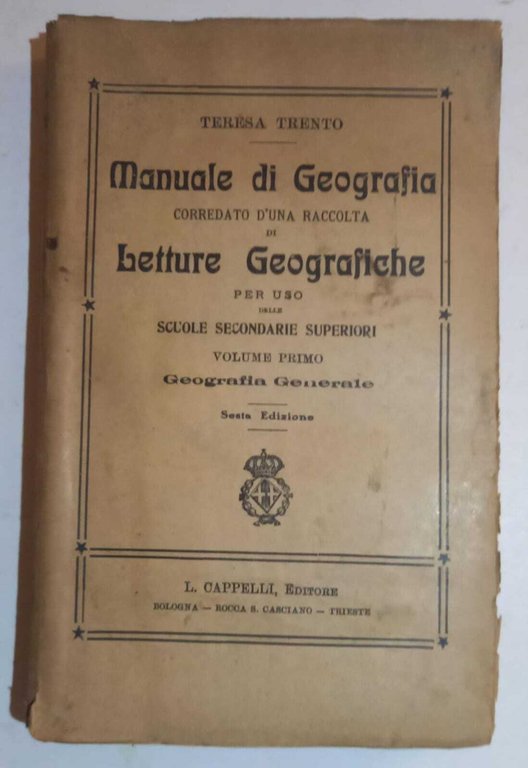 TERESA TRENTO
Manuale di Geografia
CORREDATO D'UNA RACCOLTA
DI
Letture Geografiche
PER USO
DELLE
SCUOLE SECONDARIE SUPERIORI
VOLUME PRIMO
Geografia Generale
Sesta Edizione
L. CAPPELLI, EDITORE
BOLOGNA — ROCCA S. CASCIANO — TRIESTE